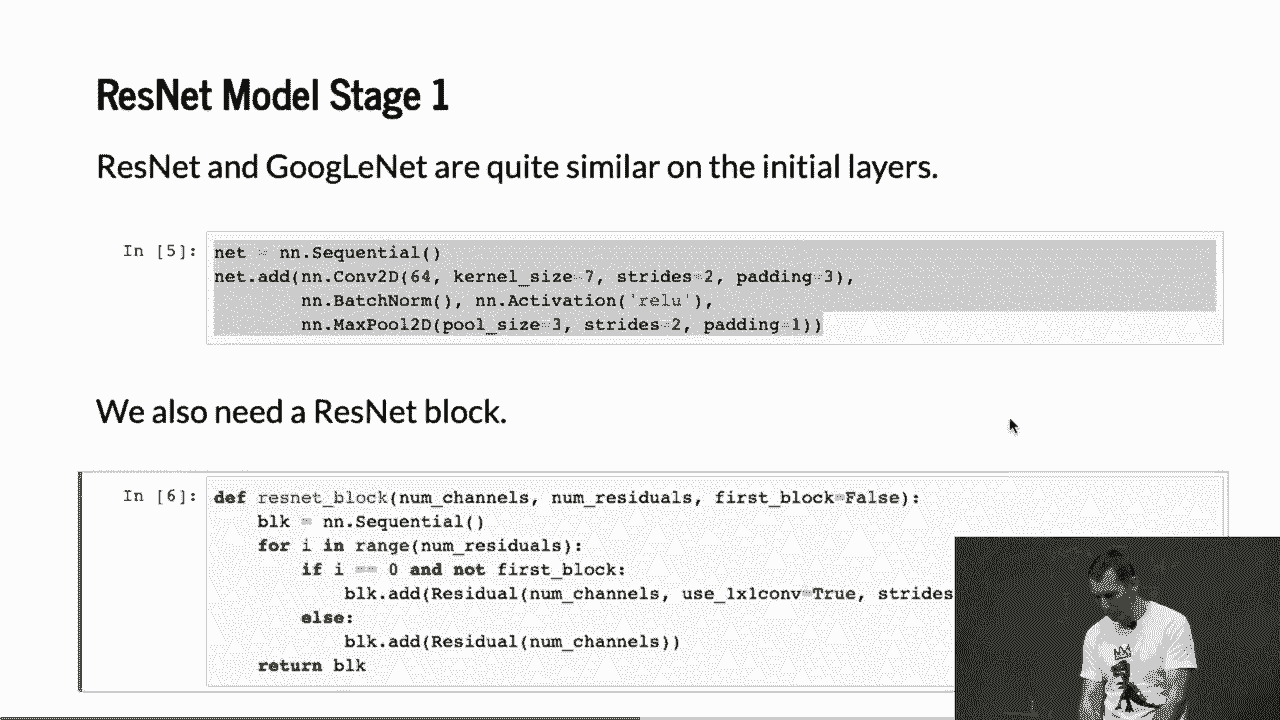 ResNet Model Stage 1
ResNet and GoogLeNet are quite similar on the initial layers.
In [5]:
net = nn.Sequential()
net.add(nn.Conv2D(64, kernel_size=7, strides=2, padding=3),
nn.BatchNorm(), nn.Activation('relu'),
nn.MaxPool2D(pool_size=3, strides=2, padding=1))
We also need a ResNet block.
In [6]:
def resnet_block(num_channels, num_residuals, first_block=False):
blk = nn.Sequential()
for i in range(num_residuals):
if i == 0 and not first_block:
blk.add(Residual(num_channels, use_1x1conv=True, strides
else:
blk.add(Residual(num_channels))
return blk